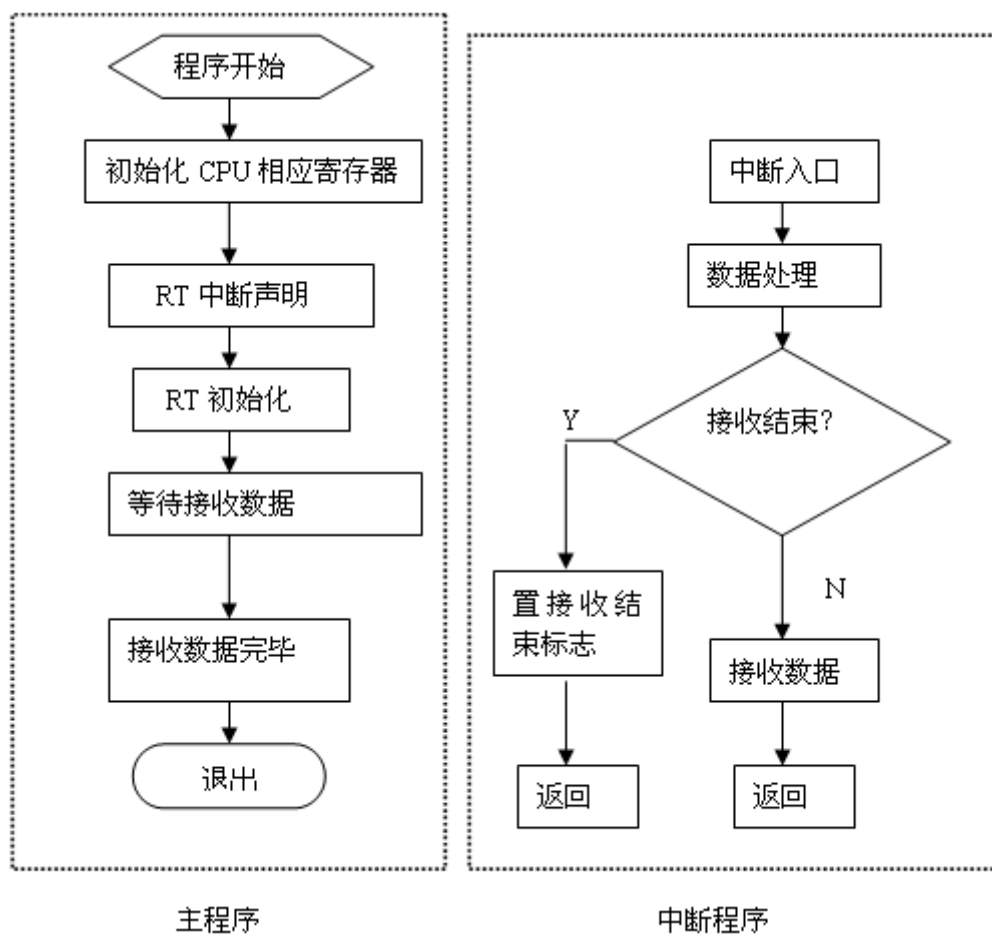 程序开始
初始化 CPU 相应寄存器
RT 中断声明
RT 初始化
等待接收数据
接收数据完毕
退出
主程序
中断入口
数据处理
接收结束?
Y
N
置接收结
束标志
接收数据
返回
返回
中断程序